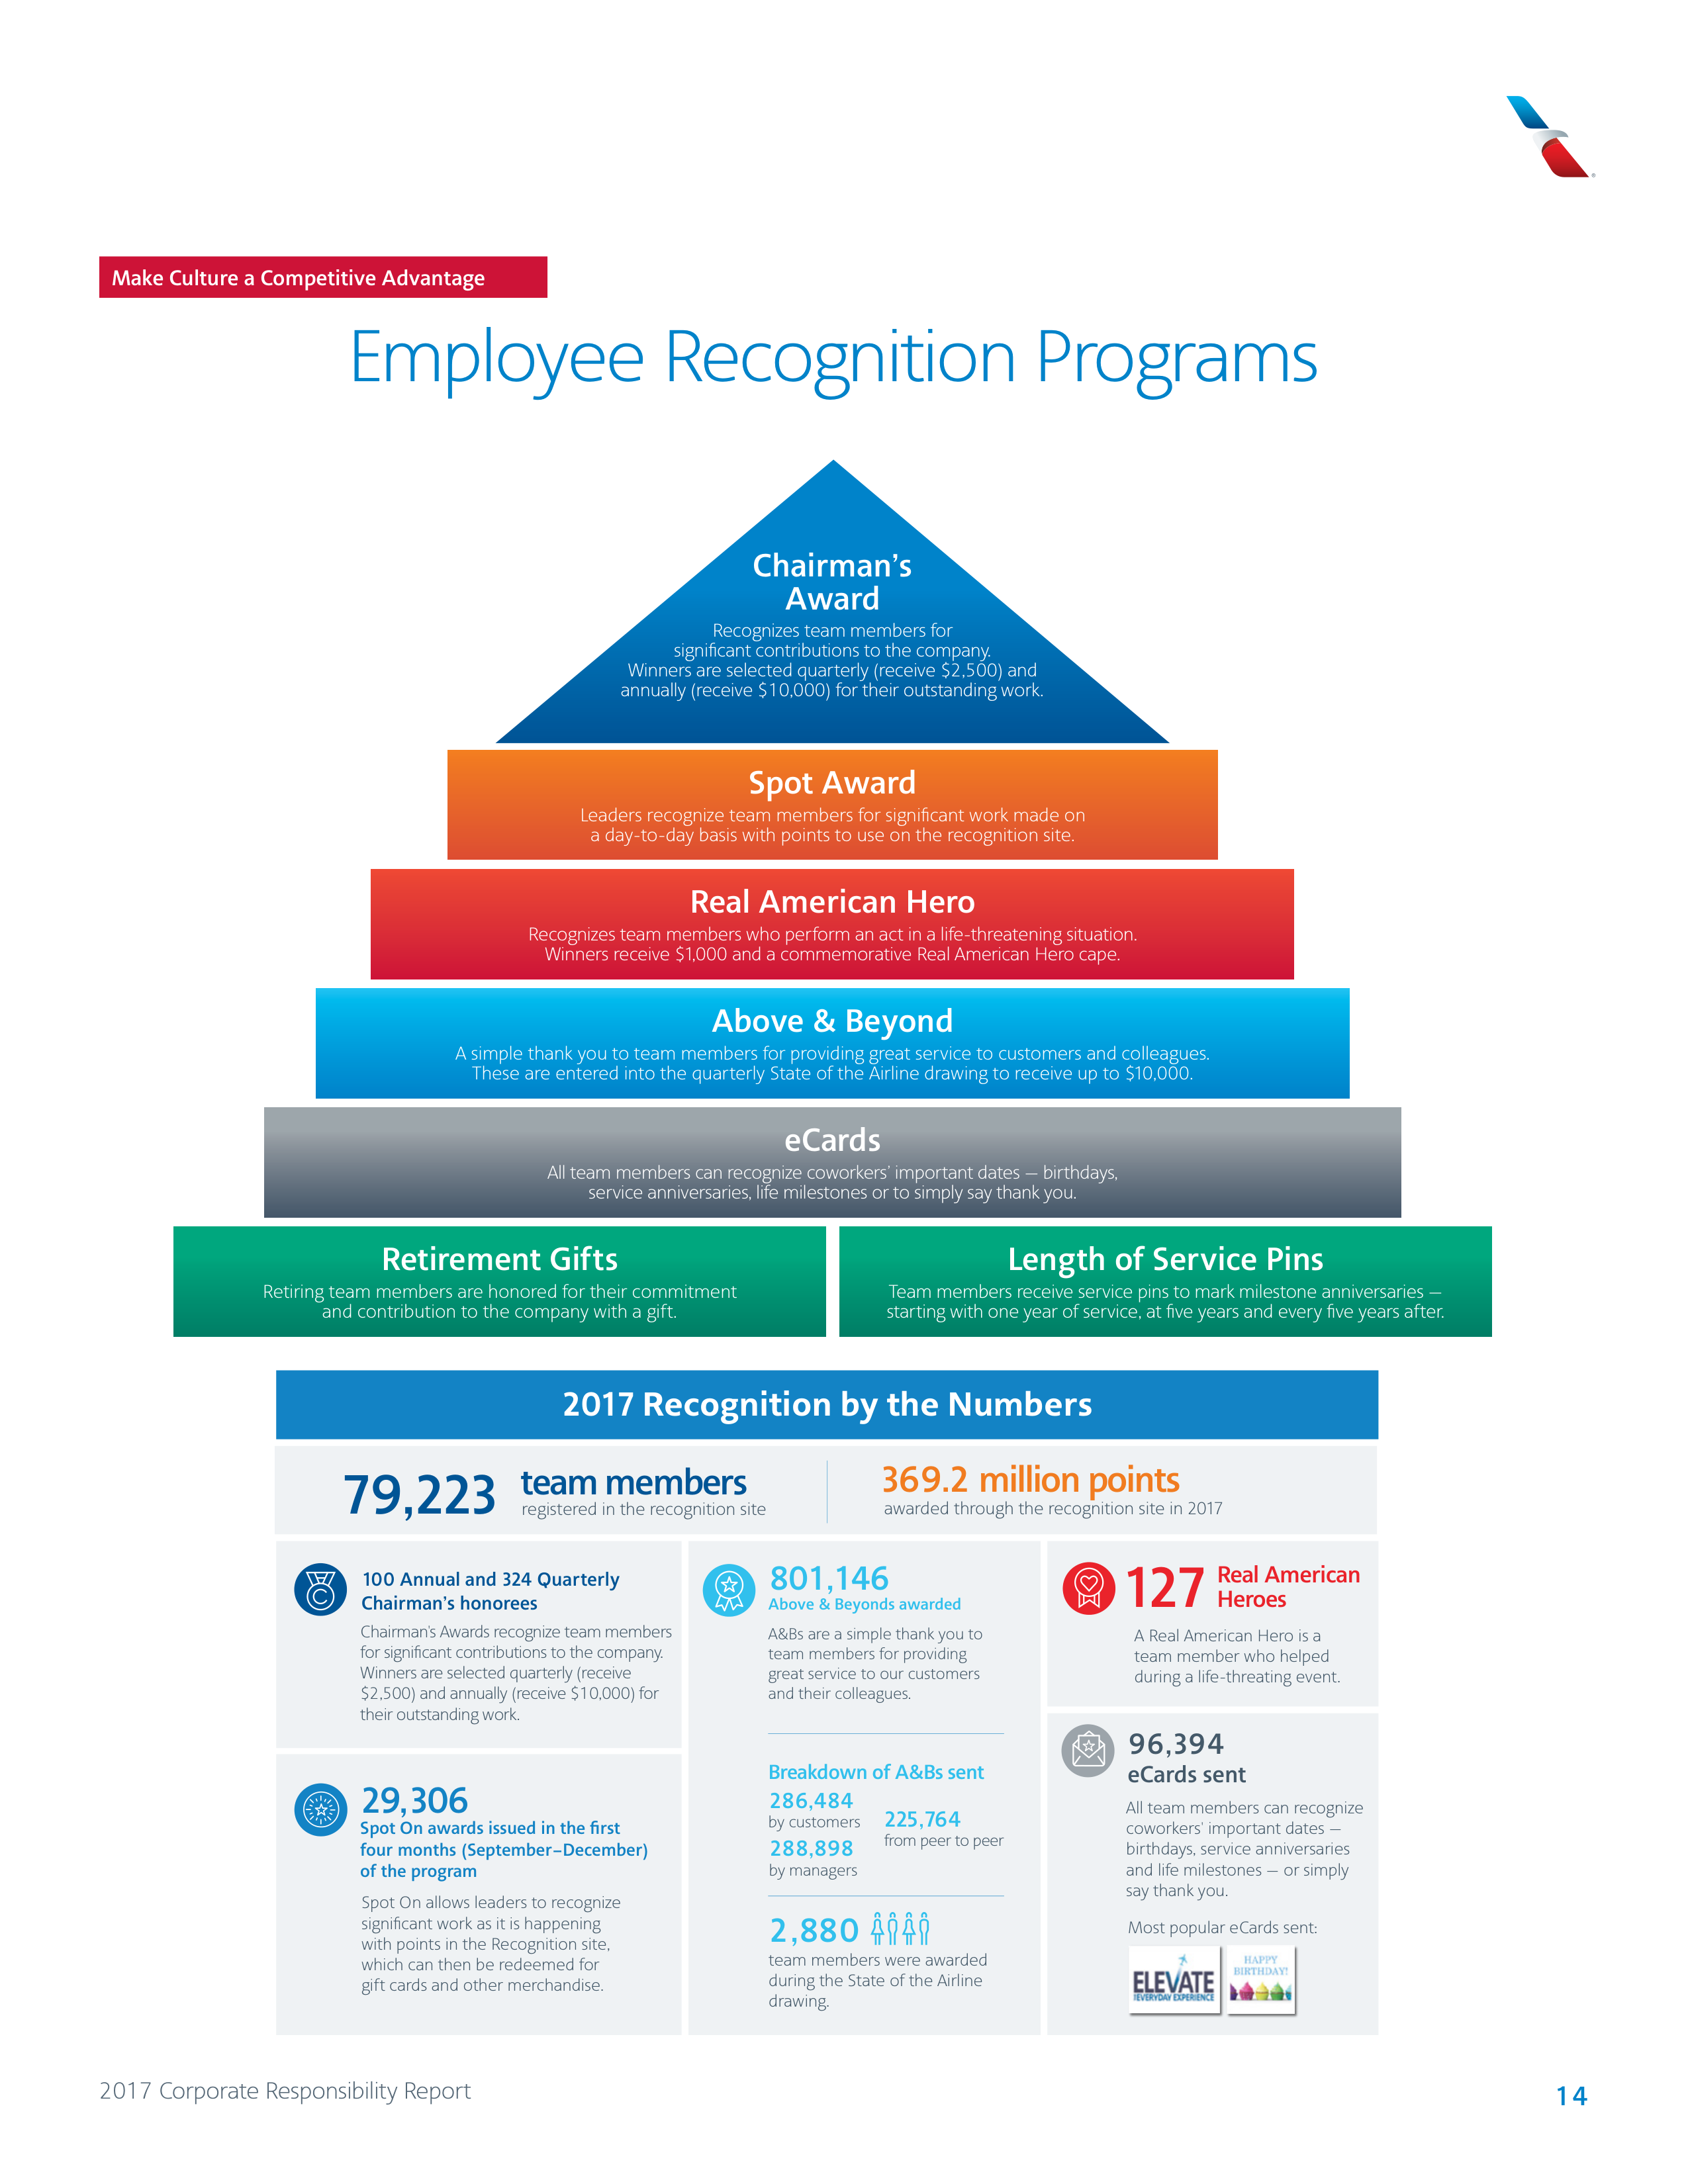 Make Culture a Competitive Advantage
Employee Recognition Programs
Chairman's
Award
Recognizes team members for
significant contributions to the company.
Winners are selected quarterly (receive $2,500) and
annually (receive $10,000) for their outstanding work.
Spot Award
Leaders recognize team members for significant work made on
a day-to-day basis with points to use on the recognition site.
Real American Hero
Recognizes team members who perform an act in a life-threatening situation.
Winners receive $1,000 and a commemorative Real American Hero cape.
Above & Beyond
A simple thank you to team members for providing great service to customers and colleagues.
These are entered into the quarterly State of the Airline drawing to receive up to $10,000.
eCards
All team members can recognize coworkers' important dates — birthdays,
service anniversaries, life milestones or to simply say thank you.
Retirement Gifts
Retiring team members are honored for their commitment
and contribution to the company with a gift.
Length of Service Pins
Team members receive service pins to mark milestone anniversaries —
starting with one year of service, at five years and every five years after.
2017 Recognition by the Numbers
79,223 team members
registered in the recognition site
369.2 million points
awarded through the recognition site in 2017
100 Annual and 324 Quarterly
Chairman's honorees
Chairman's Awards recognize team members
for significant contributions to the company.
Winners are selected quarterly (receive
$2,500) and annually (receive $10,000) for
their outstanding work.
29,306
Spot On awards issued in the first
four months (September–December)
of the program
Spot On allows leaders to recognize
significant work as it is happening
with points in the Recognition site,
which can then be redeemed for
gift cards and other merchandise.
801,146
Above & Beyonds awarded
A&Bs are a simple thank you to
team members for providing
great service to our customers
and their colleagues.
Breakdown of A&Bs sent
286,484
by customers
288,898
by managers
225,764
from peer to peer
2,880
team members were awarded
during the State of the Airline
drawing.
127 Real American
Heroes
A Real American Hero is a
team member who helped
during a life-threating event.
96,394
eCards sent
All team members can recognize
coworkers' important dates —
birthdays, service anniversaries
and life milestones — or simply
say thank you.
Most popular eCards sent:
ELEVATE
THE EVERYDAY EXPERIENCE
HAPPY
BIRTHDAY!
2017 Corporate Responsibility Report
14